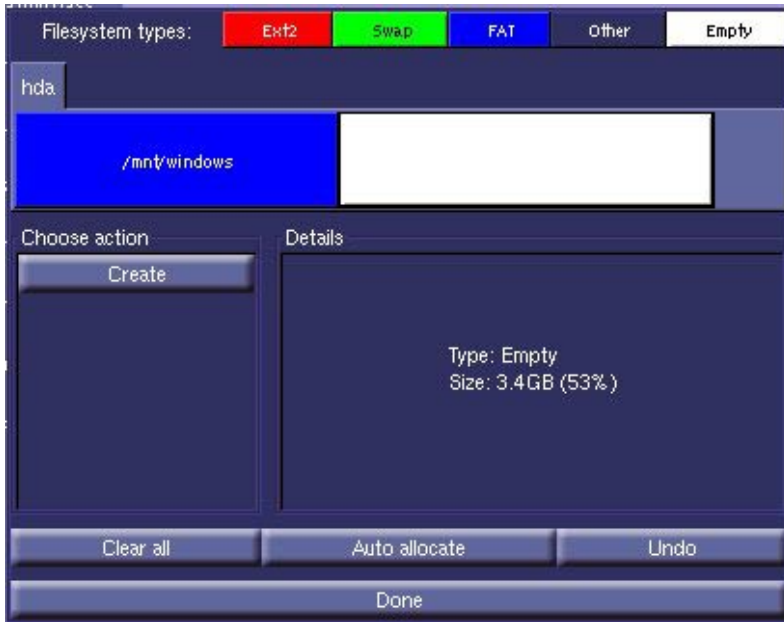 Filesystem types: Ext2 Swap FAT Other Empty
hda
/mnt/windows
Choose action Details
Create
Type: Empty
Size: 3.4GB (53%)
Clear all Auto allocate Undo
Done